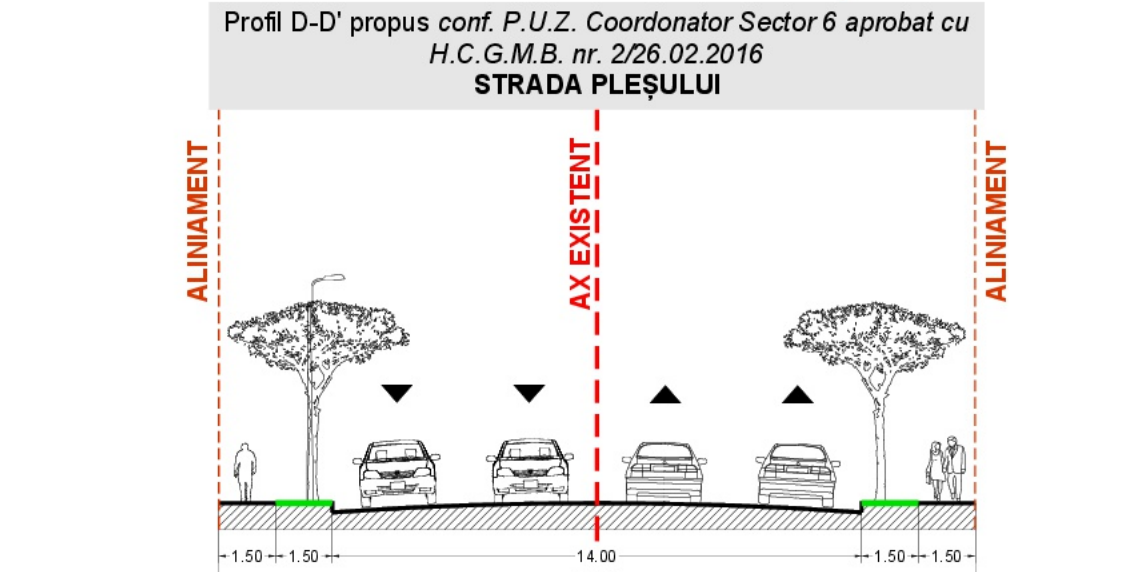 Profil D-D' propus conf. P.U.Z. Coordonator Sector 6 aprobat cu
H.C.G.M.B. nr. 2/26.02.2016
STRADA PLEȘULUI
ALINIAMENT
AX EXISTENT
ALINIAMENT
1.50 1.50 14.00 1.50 1.50